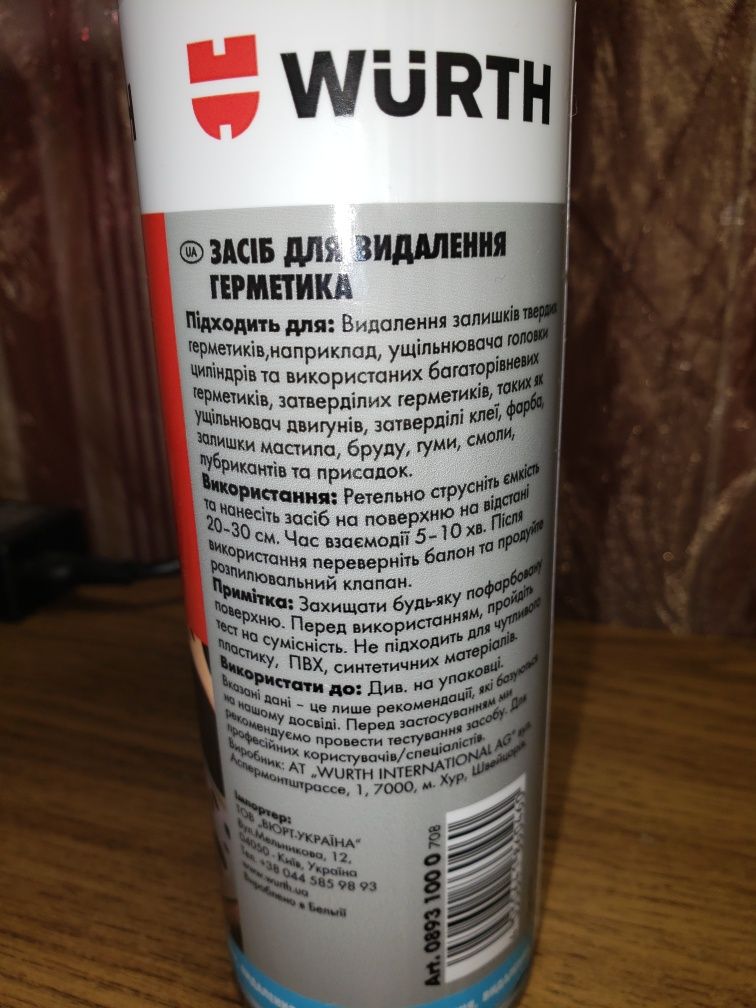 WÜRTH
UA ЗАСІБ ДЛЯ ВИДАЛЕННЯ
ГЕРМЕТИКА
Підходить для: Видалення залишків твердих
герметиків,наприклад, ущільнювача головки
циліндрів та використаних багаторівневих
герметиків, затверділих герметиків, таких як
ущільнювач двигунів, затверділі клеї, фарба,
залишки мастила, бруду, гуми, смоли,
лубрикантів та присадок.
Використання: Ретельно струсніть ємкість
та нанесіть засіб на поверхню на відстані
20-30 см. Час взаємодії 5-10 хв. Після
використання переверніть балон та продуйте
розпилювальний клапан.
Примітка: Захищати будь-яку пофарбовану
поверхню. Перед використанням, пройдіть
тест на сумісність. Не підходить для чутливого
пластику, ПВХ, синтетичних матеріалів.
Використати до: Див. на упаковці.
Вказані дані – це лише рекомендації, які базуються
на нашому досвіді. Перед застосуванням ми
рекомендуємо провести тестування засобу. Для
професійних користувачів/спеціалістів.
Виробник: АТ „WURTH INTERNATIONAL AG" вул.
Аспермонтштрассе, 1, 7000, м. Хур, Швейцарія.
Імпортер:
ТОВ „ВЮРТ-УКРАЇНА"
Вул.Мельникова, 12,
04050 - Київ, Україна
Тел. +38 044 585 98 93
www.wurth.ua
Вироблено в Бельгії
Art. 0893 100 0 708